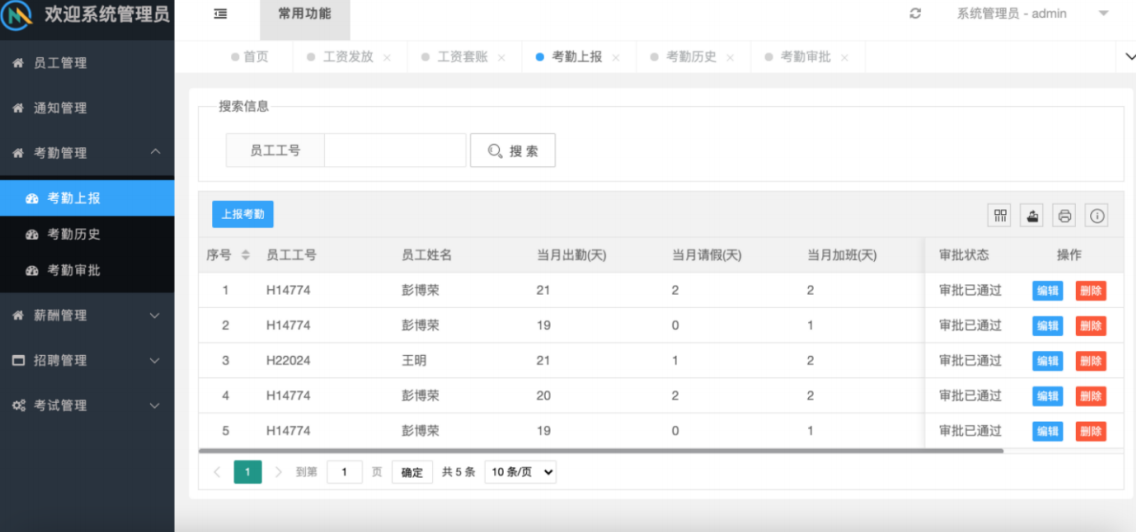 欢迎系统管理员
常用功能
系统管理员 - admin
员工管理
通知管理
考勤管理
考勤上报
考勤历史
考勤审批
薪酬管理
招聘管理
考试管理
首页 工资发放 × 工资套账 × 考勤上报 × 考勤历史 × 考勤审批 ×
搜索信息
员工工号 搜 索
上报考勤
序号 员工工号 员工姓名 当月出勤(天) 当月请假(天) 当月加班(天) 审批状态 操作
1 H14774 彭博荣 21 2 2 审批已通过 编辑 删除
2 H14774 彭博荣 19 0 1 审批已通过 编辑 删除
3 H22024 王明 21 1 2 审批已通过 编辑 删除
4 H14774 彭博荣 20 2 2 审批已通过 编辑 删除
5 H14774 彭博荣 19 0 1 审批已通过 编辑 删除
1 到第 1 页 确定 共 5 条 10 条/页